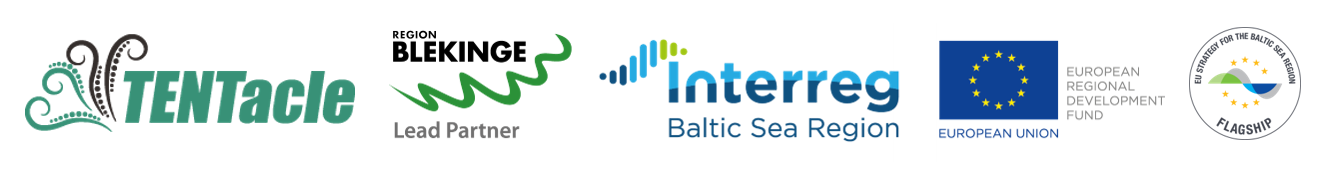 TENTacle
REGION
BLEKINGE
Lead Partner
Interreg
Baltic Sea Region
EUROPEAN UNION
EUROPEAN
REGIONAL
DEVELOPMENT
FUND
EU STRATEGY FOR THE BALTIC SEA REGION
FLAGSHIP